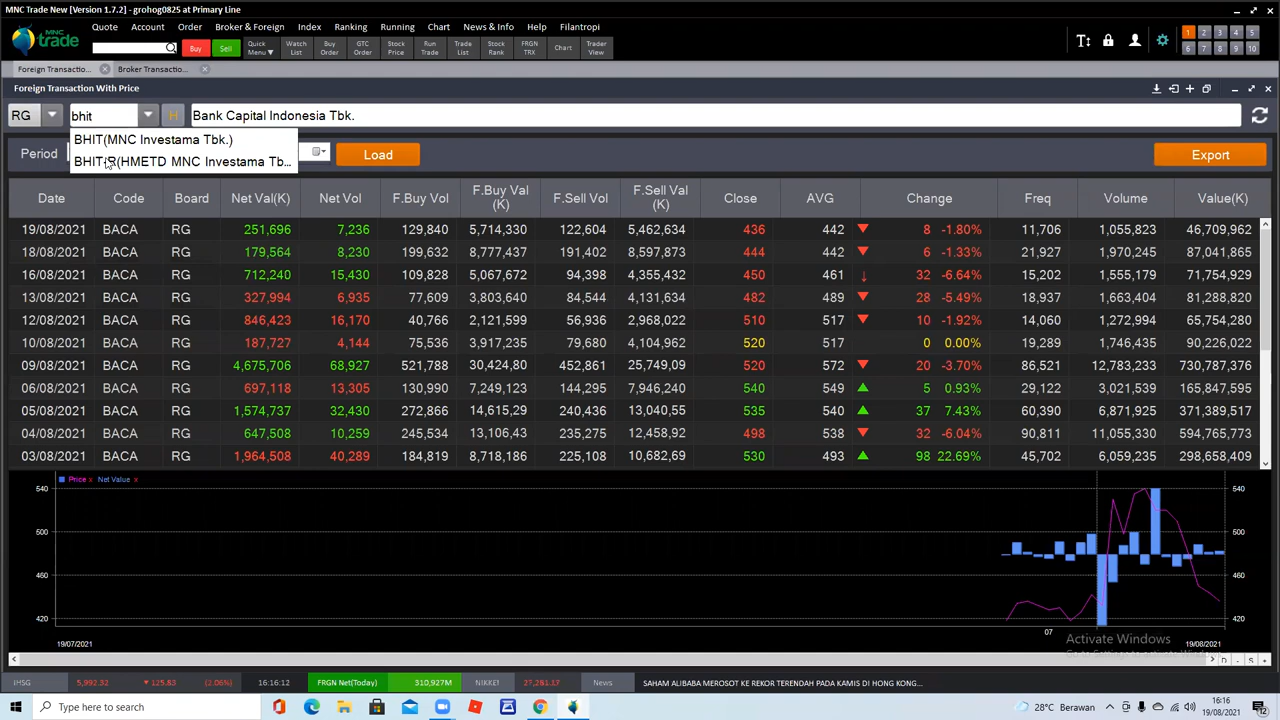 MNC Trade New [Version 1.7.2] - grohog0825 at Primary Line
Quote Account Order Broker & Foreign Index Ranking Running Chart News & Info Help Filantropi
MNC trade
Buy Sell Quick Menu Watch List Buy Order GTC Order Stock Price Run Trade Trade List Stock Rank FRGN TRX Chart Trader View
1 2 3 4 5
6 7 8 9 10
Foreign Transaction... Broker Transactio...
Foreign Transaction With Price
RG bhit H Bank Capital Indonesia Tbk.
BHIT(MNC Investama Tbk.)
Period Load Export
Date Code Board Net Val(K) Net Vol F.Buy Vol F.Buy Val (K) F.Sell Vol F.Sell Val (K) Close AVG Change Freq Volume Value(K)
19/08/2021 BACA RG 251,696 7,236 129,840 5,714,330 122,604 5,462,634 436 442 8 -1.80% 11,706 1,055,823 46,709,962
18/08/2021 BACA RG 179,564 8,230 199,632 8,777,437 191,402 8,597,873 444 442 6 -1.33% 21,927 1,970,245 87,041,865
16/08/2021 BACA RG 712,240 15,430 109,828 5,067,672 94,398 4,355,432 450 461 32 -6.64% 15,202 1,555,179 71,754,929
13/08/2021 BACA RG 327,994 6,935 77,609 3,803,640 84,544 4,131,634 482 489 28 -5.49% 18,937 1,663,404 81,288,820
12/08/2021 BACA RG 846,423 16,170 40,766 2,121,599 56,936 2,968,022 510 517 10 -1.92% 14,060 1,272,994 65,754,280
10/08/2021 BACA RG 187,727 4,144 75,536 3,917,235 79,680 4,104,962 520 517 0 0.00% 19,289 1,746,435 90,226,022
09/08/2021 BACA RG 4,675,706 68,927 521,788 30,424,80 452,861 25,749,09 520 572 20 -3.70% 86,521 12,783,233 730,787,376
06/08/2021 BACA RG 697,118 13,305 130,990 7,249,123 144,295 7,946,240 540 549 5 0.93% 29,122 3,021,539 165,847,595
05/08/2021 BACA RG 1,574,737 32,430 272,866 14,615,29 240,436 13,040,55 535 540 37 7.43% 60,390 6,871,925 371,389,517
04/08/2021 BACA RG 647,508 10,259 245,534 13,106,43 235,275 12,458,92 498 538 32 -6.04% 90,811 11,055,330 594,765,773
03/08/2021 BACA RG 1,964,508 40,289 184,819 8,718,186 225,108 10,682,69 530 493 98 22.69% 45,702 6,059,235 298,658,409
Price x Net Value x
540 540
500 500
460 460
420 420
07
19/07/2021 19/08/2021
Activate Windows
D - S
IHSG 5,992.32 125.83 (2.06%) 16:16:12 FRGN Net(Today) 310,927M NIKKEI 27,281.17 News SAHAM ALIBABA MEROSOT KE REKOR TERENDAH PADA KAMIS DI HONG KONG...
Type here to search 28°C Berawan 16:16
19/08/2021